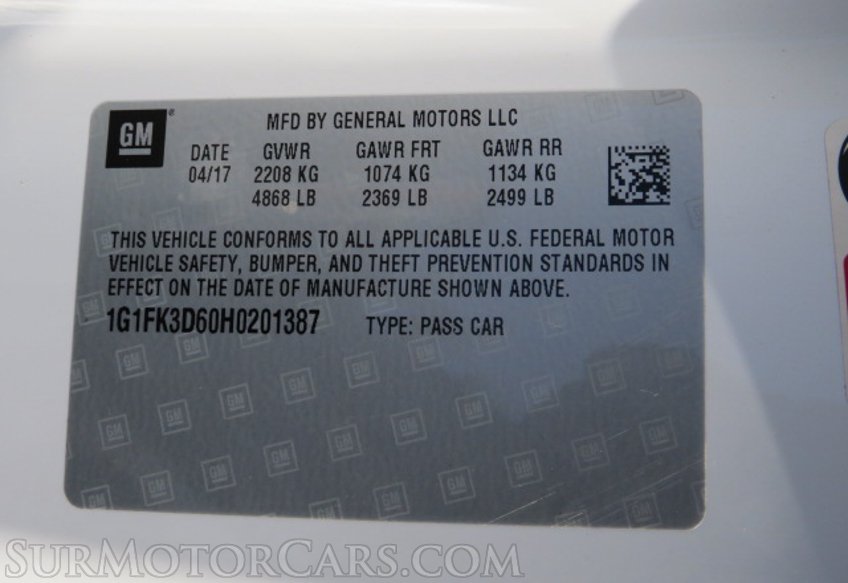 GM ®
MFD BY GENERAL MOTORS LLC
DATE GVWR GAWR FRT GAWR RR
04/17 2208 KG 1074 KG 1134 KG
4868 LB 2369 LB 2499 LB
THIS VEHICLE CONFORMS TO ALL APPLICABLE U.S. FEDERAL MOTOR
VEHICLE SAFETY, BUMPER, AND THEFT PREVENTION STANDARDS IN
EFFECT ON THE DATE OF MANUFACTURE SHOWN ABOVE.
1G1FK3D60H0201387 TYPE: PASS CAR
SURMOTORCARS.COM